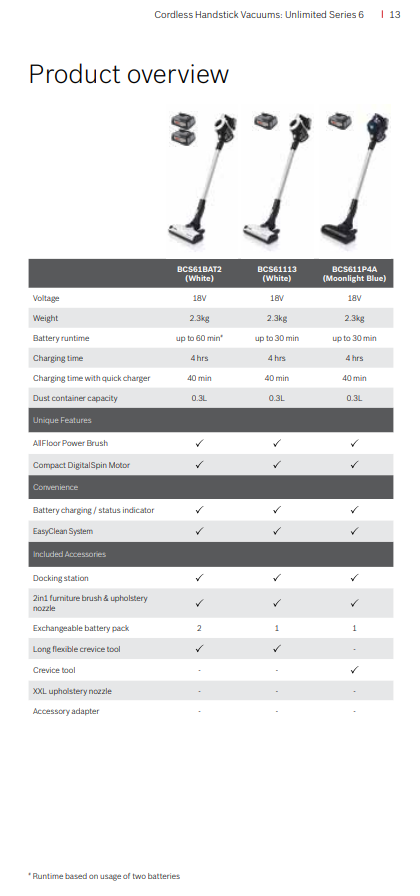 Cordless Handstick Vacuums: Unlimited Series 6 | 13
Product overview
BCS61BAT2 BCS61113 BCS611P4A
(White) (White) (Moonlight Blue)
Voltage 18V 18V 18V
Weight 2.3kg 2.3kg 2.3kg
Battery runtime up to 60 min* up to 30 min up to 30 min
Charging time 4 hrs 4 hrs 4 hrs
Charging time with quick charger 40 min 40 min 40 min
Dust container capacity 0.3L 0.3L 0.3L
Unique Features
AllFloor Power Brush ✓ ✓ ✓
Compact DigitalSpin Motor ✓ ✓ ✓
Convenience
Battery charging / status indicator ✓ ✓ ✓
EasyClean System ✓ ✓ ✓
Included Accessories
Docking station ✓ ✓ ✓
2in1 furniture brush & upholstery
nozzle ✓ ✓ ✓
Exchangeable battery pack 2 1 1
Long flexible crevice tool ✓ ✓ -
Crevice tool - - ✓
XXL upholstery nozzle - - -
Accessory adapter - - -
* Runtime based on usage of two batteries